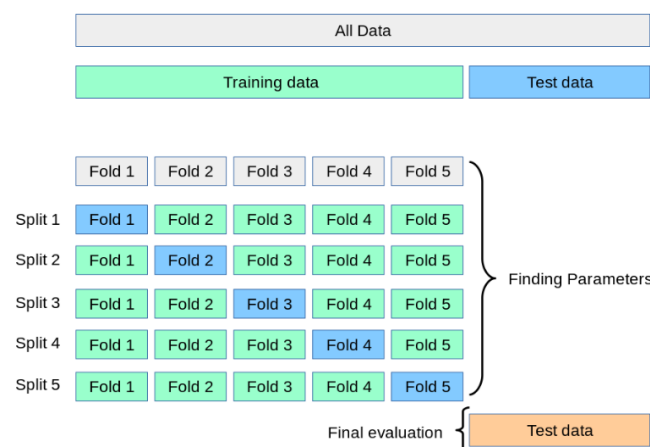 All Data
Training data Test data
Fold 1 Fold 2 Fold 3 Fold 4 Fold 5
Split 1 Fold 1 Fold 2 Fold 3 Fold 4 Fold 5
Split 2 Fold 1 Fold 2 Fold 3 Fold 4 Fold 5
Finding Parameters
Split 3 Fold 1 Fold 2 Fold 3 Fold 4 Fold 5
Split 4 Fold 1 Fold 2 Fold 3 Fold 4 Fold 5
Split 5 Fold 1 Fold 2 Fold 3 Fold 4 Fold 5
Final evaluation Test data